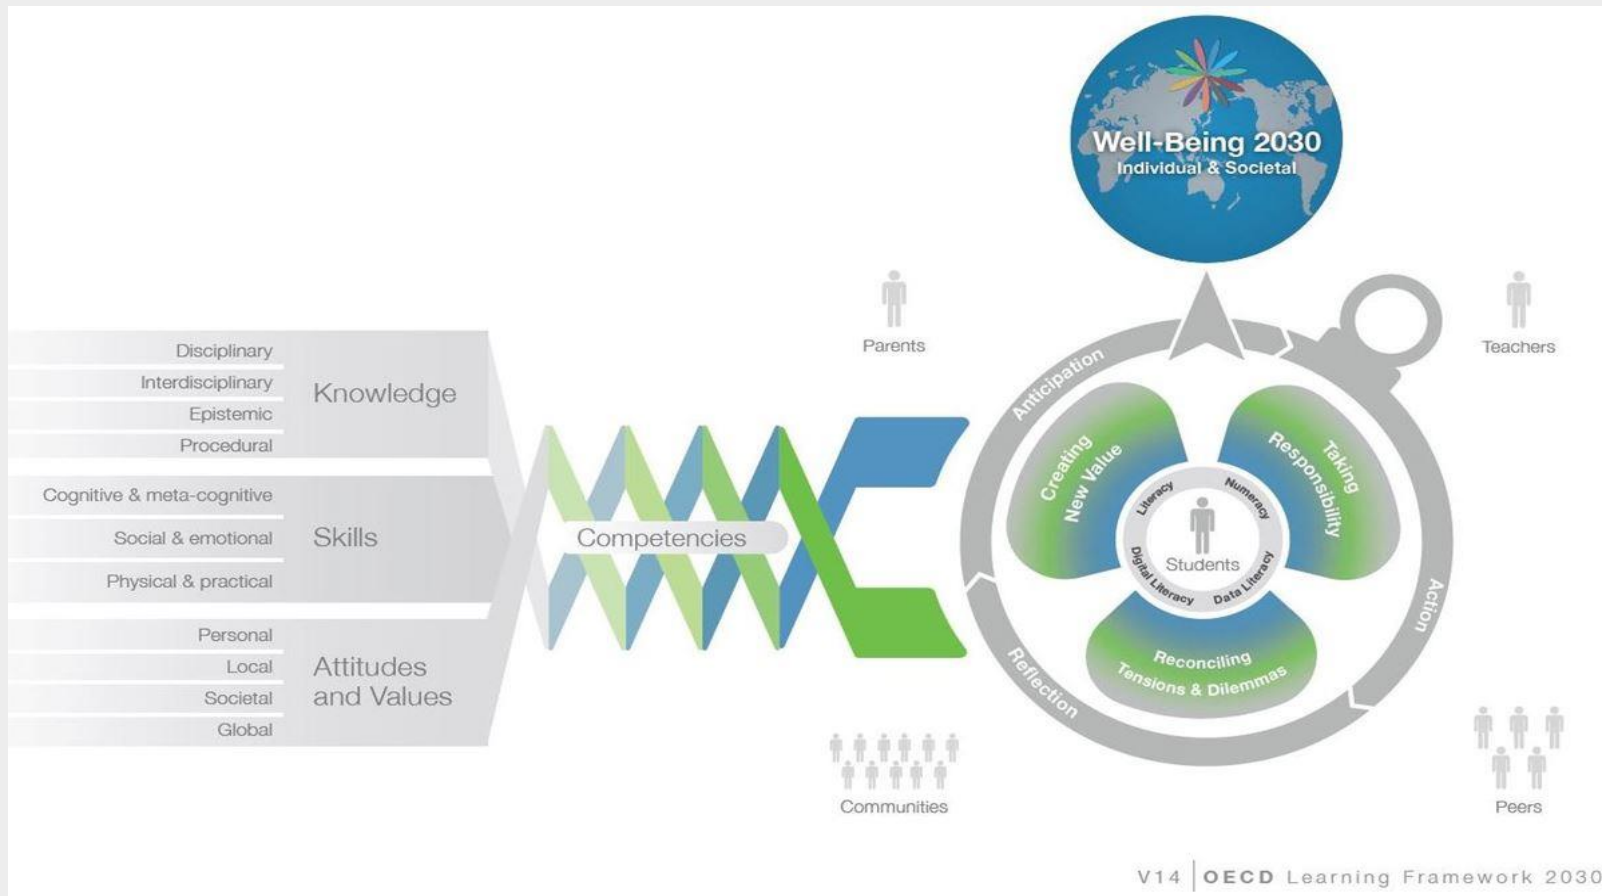 Well-Being 2030
Individual & Societal
Parents
Teachers
Disciplinary
Interdisciplinary
Epistemic
Procedural
Knowledge
Cognitive & meta-cognitive
Social & emotional
Physical & practical
Skills
Personal
Local
Societal
Global
Attitudes
and Values
Competencies
Anticipation
Action
Reflection
Creating
New Value
Taking
Responsibility
Reconciling
Tensions & Dilemmas
Literacy
Numeracy
Data Literacy
Digital Literacy
Students
Communities
Peers
V14 | OECD Learning Framework 2030